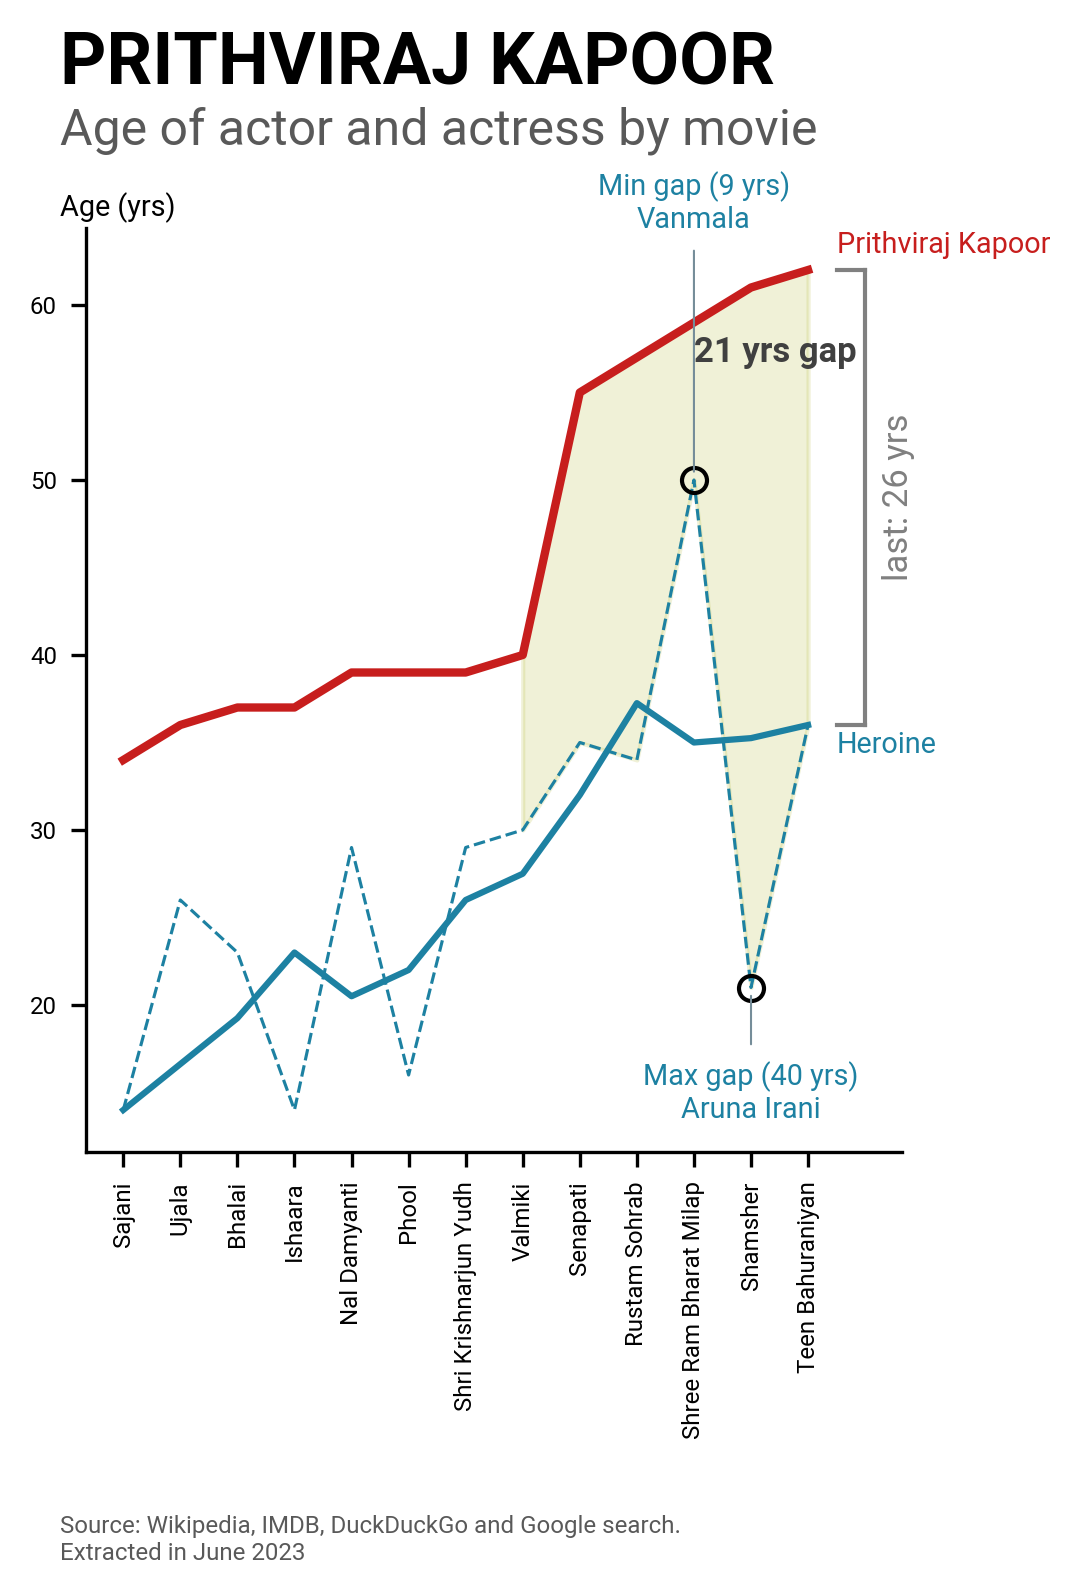 PRITHVIRAJ KAPOOR
Age of actor and actress by movie
Min gap (9 yrs)
Vanmala
Age (yrs)
Prithviraj Kapoor
60
21 yrs gap
50
last: 26 yrs
40
Heroine
30
20
Max gap (40 yrs)
Aruna Irani
Sajani
Ujala
Bhalai
Ishaara
Nal Damyanti
Phool
Shri Krishnarjun Yudh
Valmiki
Senapati
Rustam Sohrab
Shree Ram Bharat Milap
Shamsher
Teen Bahuraniyan
Source: Wikipedia, IMDB, DuckDuckGo and Google search.
Extracted in June 2023